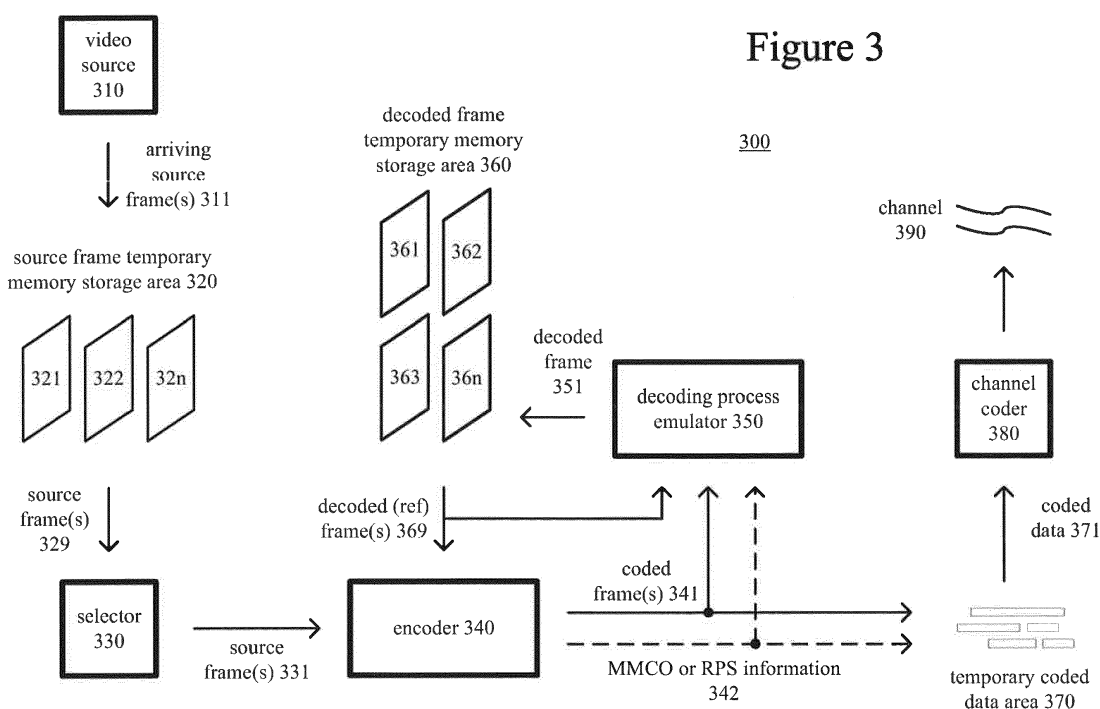 video
source
310
Figure 3
decoded frame
temporary memory
storage area 360
300
arriving
source
frame(s) 311
channel
390
361
362
source frame temporary
memory storage area 320
321
322
32n
363
36n
decoded
frame
351
decoding process
emulator 350
channel
coder
380
source
frame(s)
329
decoded (ref)
frame(s) 369
coded
data 371
coded
frame(s) 341
selector
330
source
frame(s) 331
encoder 340
MMCO or RPS information
342
temporary coded
data area 370